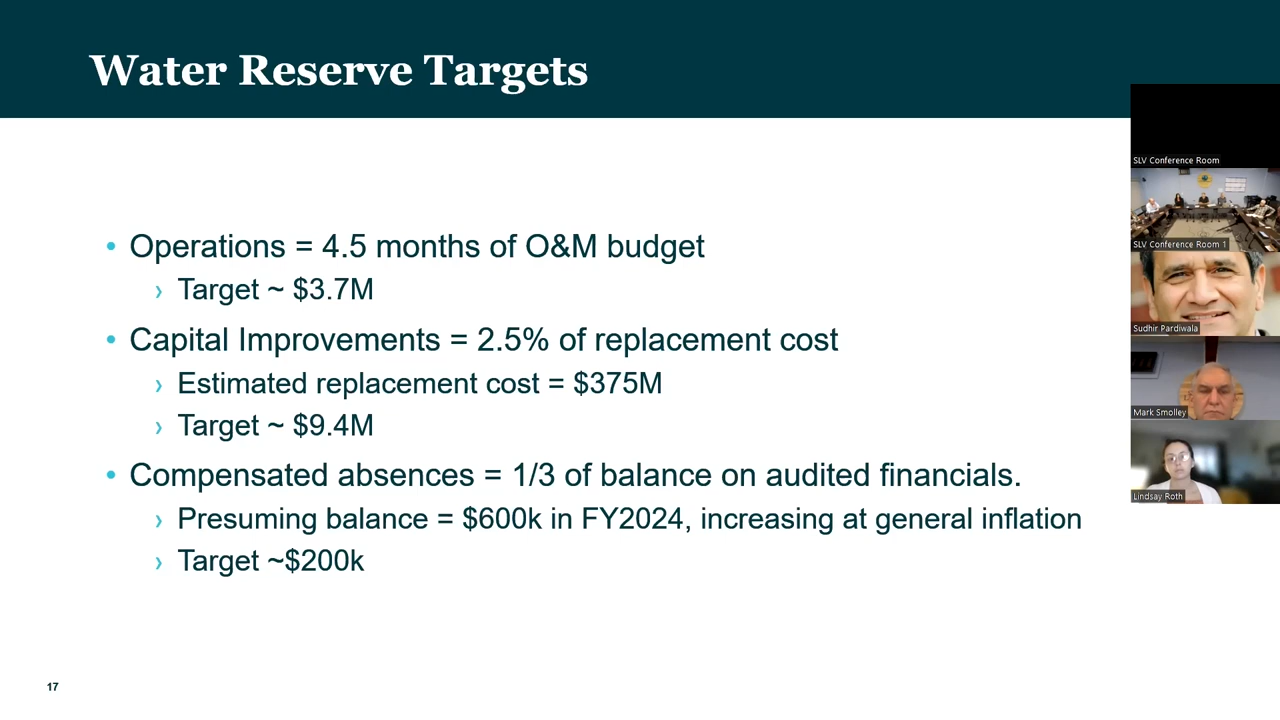 Water Reserve Targets
• Operations = 4.5 months of O&M budget
› Target ~ $3.7M
• Capital Improvements = 2.5% of replacement cost
› Estimated replacement cost = $375M
› Target ~ $9.4M
• Compensated absences = 1/3 of balance on audited financials.
› Presuming balance = $600k in FY2024, increasing at general inflation
› Target ~$200k
17
SLV Conference Room
SLV Conference Room 1
Sudhir Pardiwala
Mark Smolley
Lindsay Roth